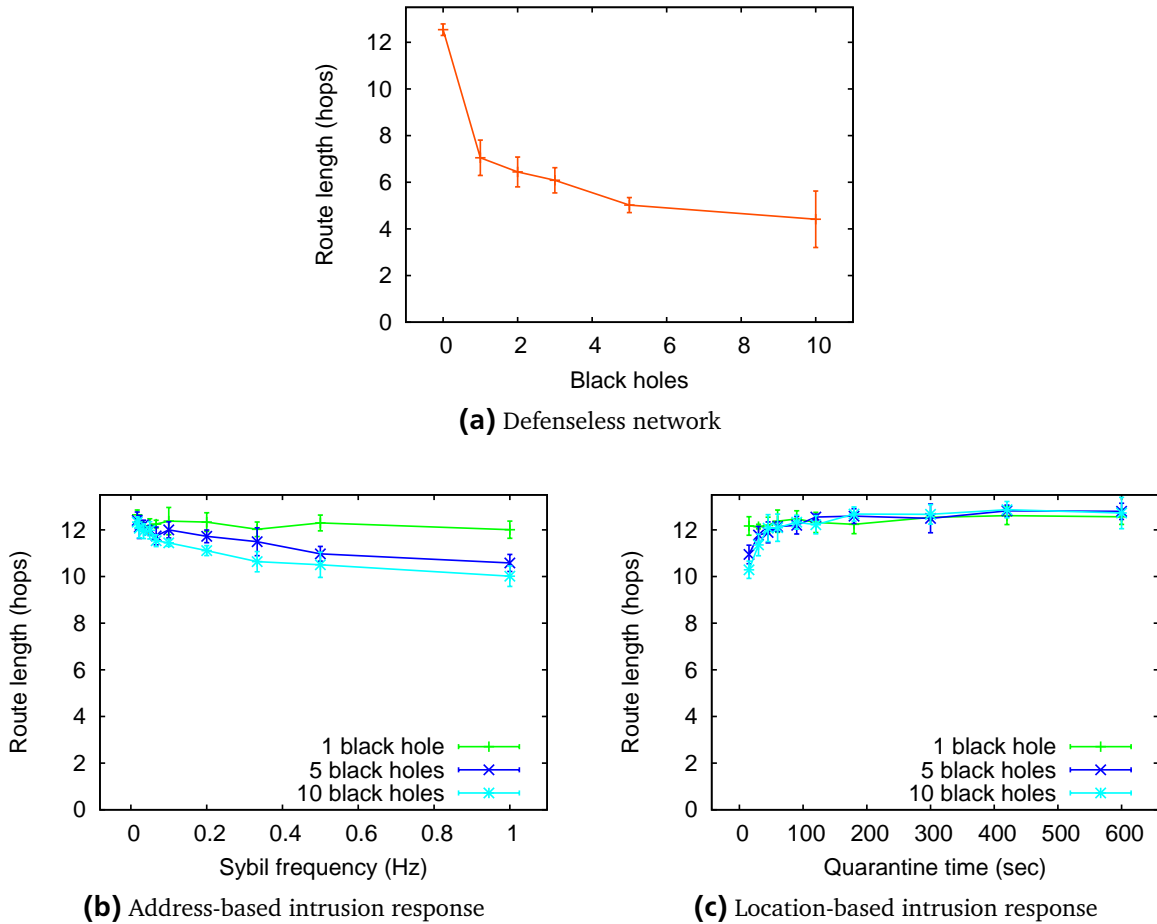 12
10
8
6
4
2
0
Route length (hops)
0 2 4 6 8 10
Black holes
(a) Defenseless network
12
10
8
6
4
2
0
Route length (hops)
1 black hole
5 black holes
10 black holes
0 0.2 0.4 0.6 0.8 1
Sybil frequency (Hz)
(b) Address-based intrusion response
12
10
8
6
4
2
0
Route length (hops)
1 black hole
5 black holes
10 black holes
0 100 200 300 400 500 600
Quarantine time (sec)
(c) Location-based intrusion response